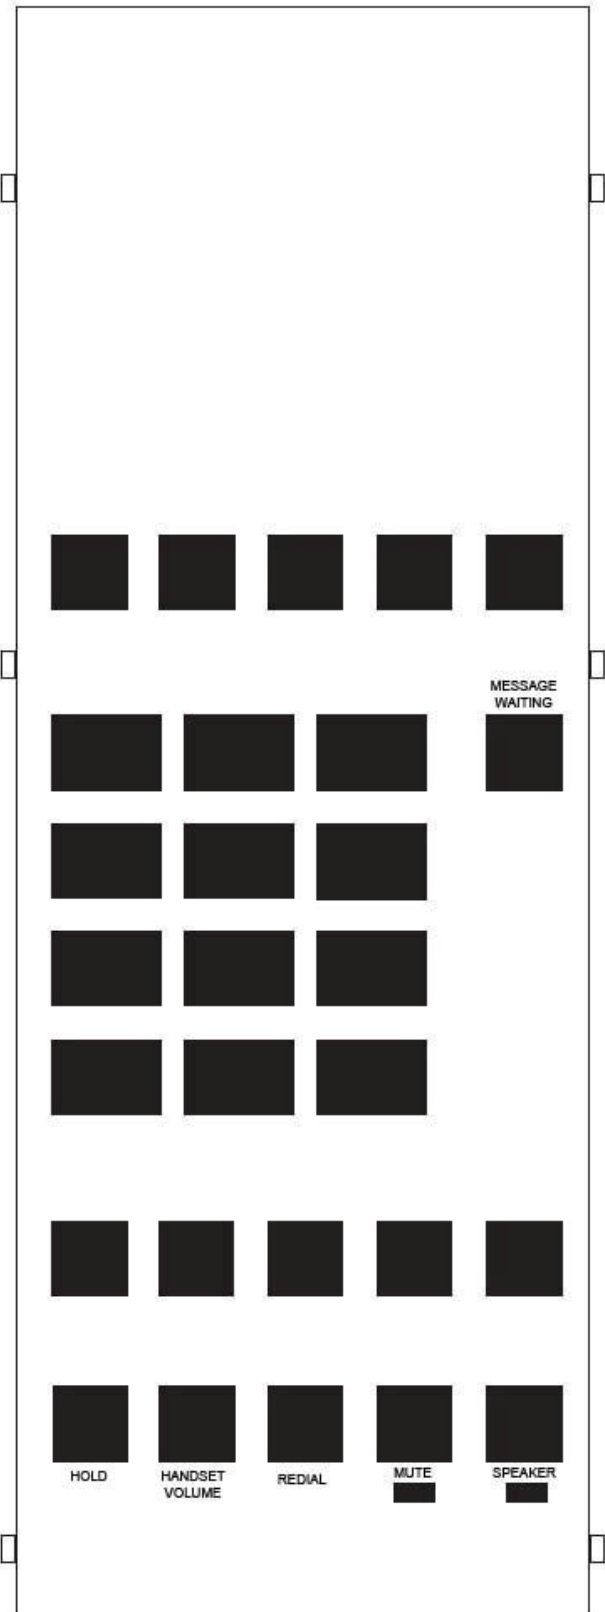 MESSAGE
WAITING
HOLD
HANDSET
VOLUME
REDIAL
MUTE
SPEAKER